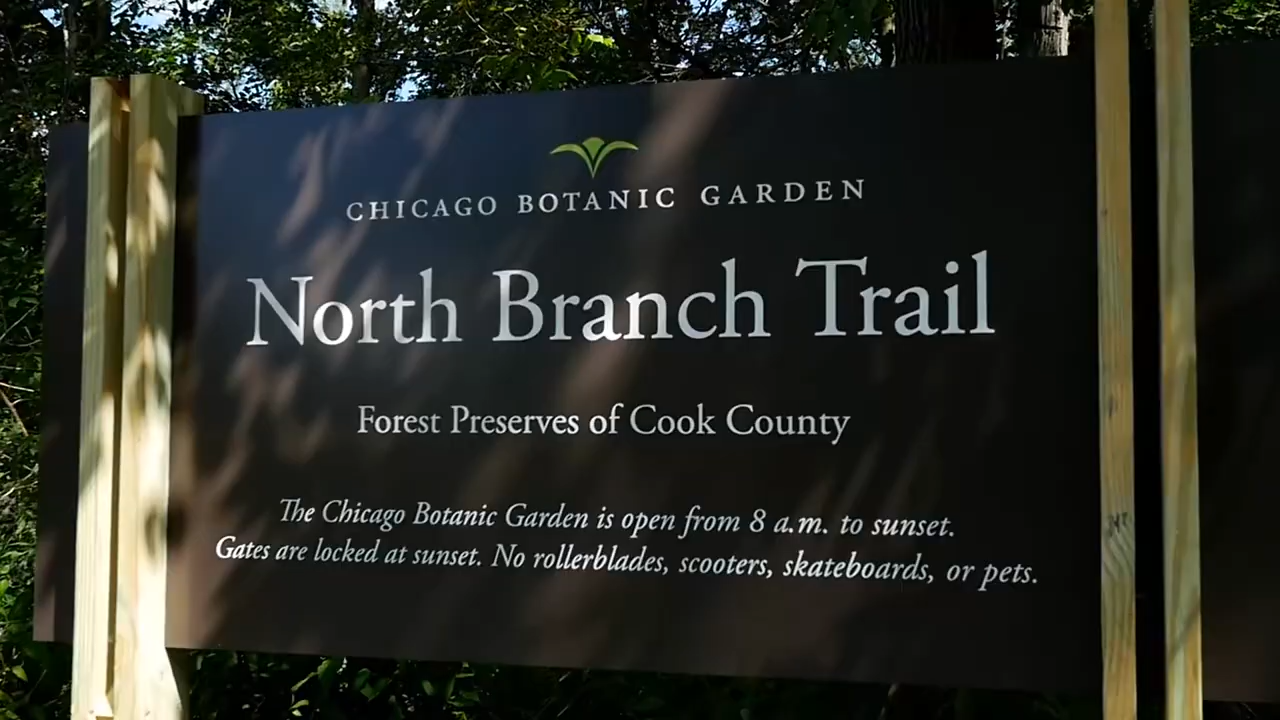 CHICAGO BOTANIC GARDEN
North Branch Trail
Forest Preserves of Cook County
The Chicago Botanic Garden is open from 8 a.m. to sunset.
Gates are locked at sunset. No rollerblades, scooters, skateboards, or pets.